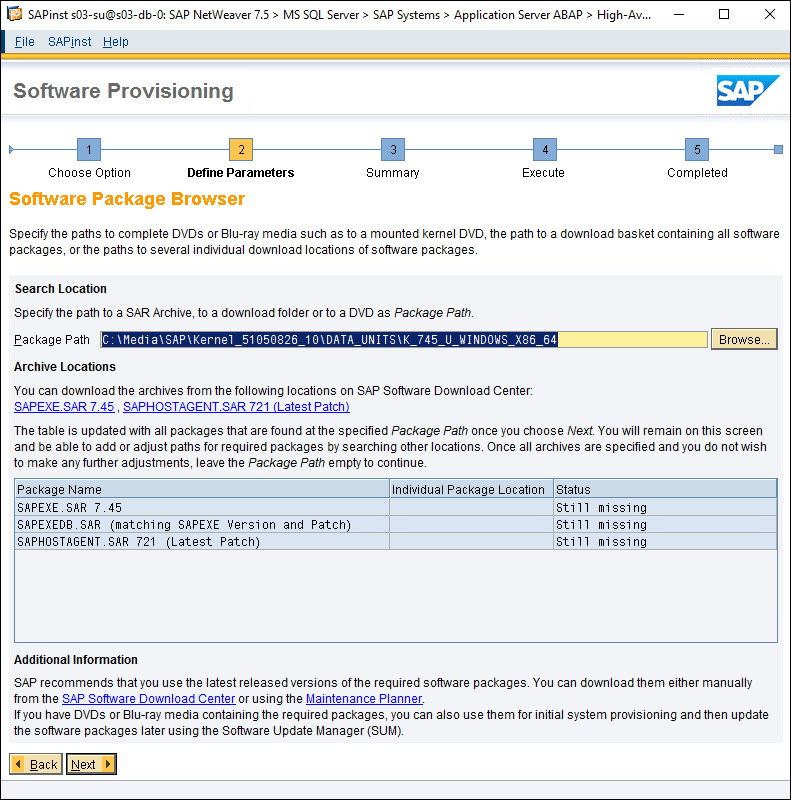 SAPinst s03-su@s03-db-0: SAP NetWeaver 7.5 > MS SQL Server > SAP Systems > Application Server ABAP > High-Av...
File SAPinst Help
Software Provisioning
SAP
1 2 3 4 5
Choose Option Define Parameters Summary Execute Completed
Software Package Browser
Specify the paths to complete DVDs or Blu-ray media such as to a mounted kernel DVD, the path to a download basket containing all software
packages, or the paths to several individual download locations of software packages.
Search Location
Specify the path to a SAR Archive, to a download folder or to a DVD as Package Path.
Package Path C:\Media\SAP\Kernel_51050826_10\DATA_UNITS\K_745_U_WINDOWS_X86_64 Browse...
Archive Locations
You can download the archives from the following locations on SAP Software Download Center:
SAPEXE.SAR 7.45 , SAPHOSTAGENT.SAR 721 (Latest Patch)
The table is updated with all packages that are found at the specified Package Path once you choose Next. You will remain on this screen
and be able to add or adjust paths for required packages by searching other locations. Once all archives are specified and you do not wish
to make any further adjustments, leave the Package Path empty to continue.
Package Name Individual Package Location Status
SAPEXE.SAR 7.45 Still missing
SAPEXEDB.SAR (matching SAPEXE Version and Patch) Still missing
SAPHOSTAGENT.SAR 721 (Latest Patch) Still missing
Additional Information
SAP recommends that you use the latest released versions of the required software packages. You can download them either manually
from the SAP Software Download Center or using the Maintenance Planner.
If you have DVDs or Blu-ray media containing the required packages, you can also use them for initial system provisioning and then update
the software packages later using the Software Update Manager (SUM).
Back Next